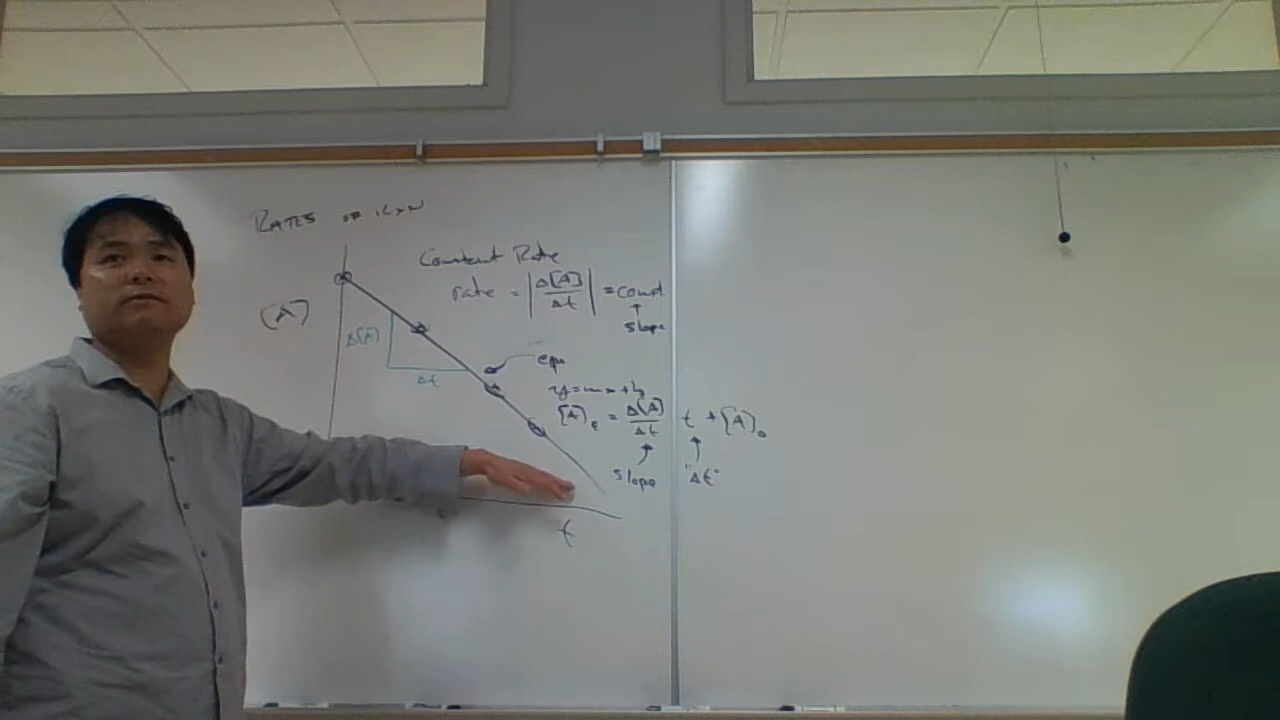 RATES OF RXN
Constant Rate
rate = |Δ[A]/Δt| = const
slope
[A]
Δ[A]
Δt
eqn
y = mx + b
[A]t = Δ[A]/Δt t + [A]0
slope "Δt"
t